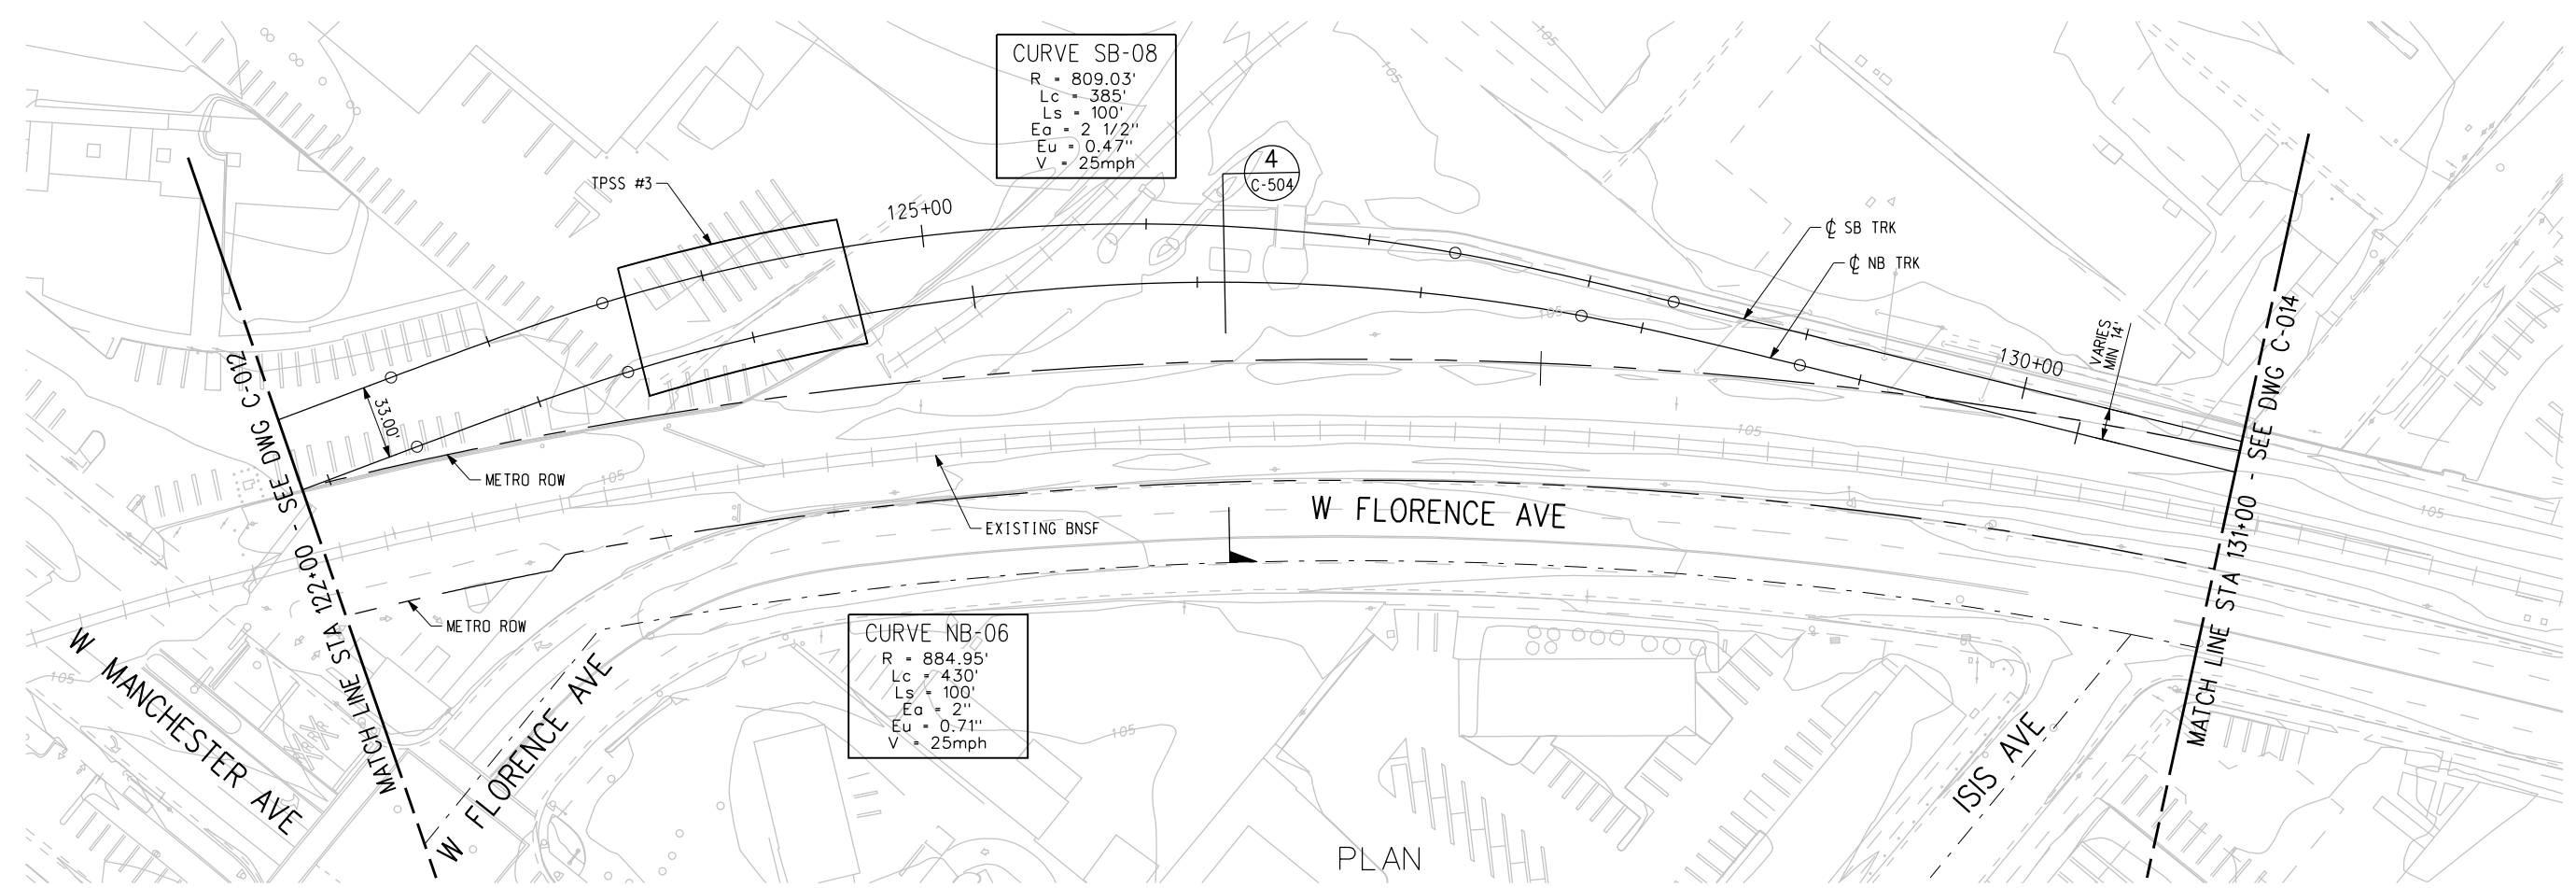 CURVE SB-08
R = 809.03'
Lc = 385'
Ls = 100'
Ea = 2 1/2"
Eu = 0.47"
V = 25mph
4
C-504
TPSS #3
125+00
℄ SB TRK
℄ NB TRK
130+00
VARIES
MIN 14'
33.00'
METRO ROW
METRO ROW
EXISTING BNSF
W FLORENCE AVE
CURVE NB-06
R = 884.95'
Lc = 430'
Ls = 100'
Ea = 2"
Eu = 0.71"
V = 25mph
MATCH LINE STA 122+00 - SEE DWG C-012
MATCH LINE STA 131+00 - SEE DWG C-014
W MANCHESTER AVE
W FLORENCE AVE
ISIS AVE
PLAN
105
105
105
105
105
105
105
105